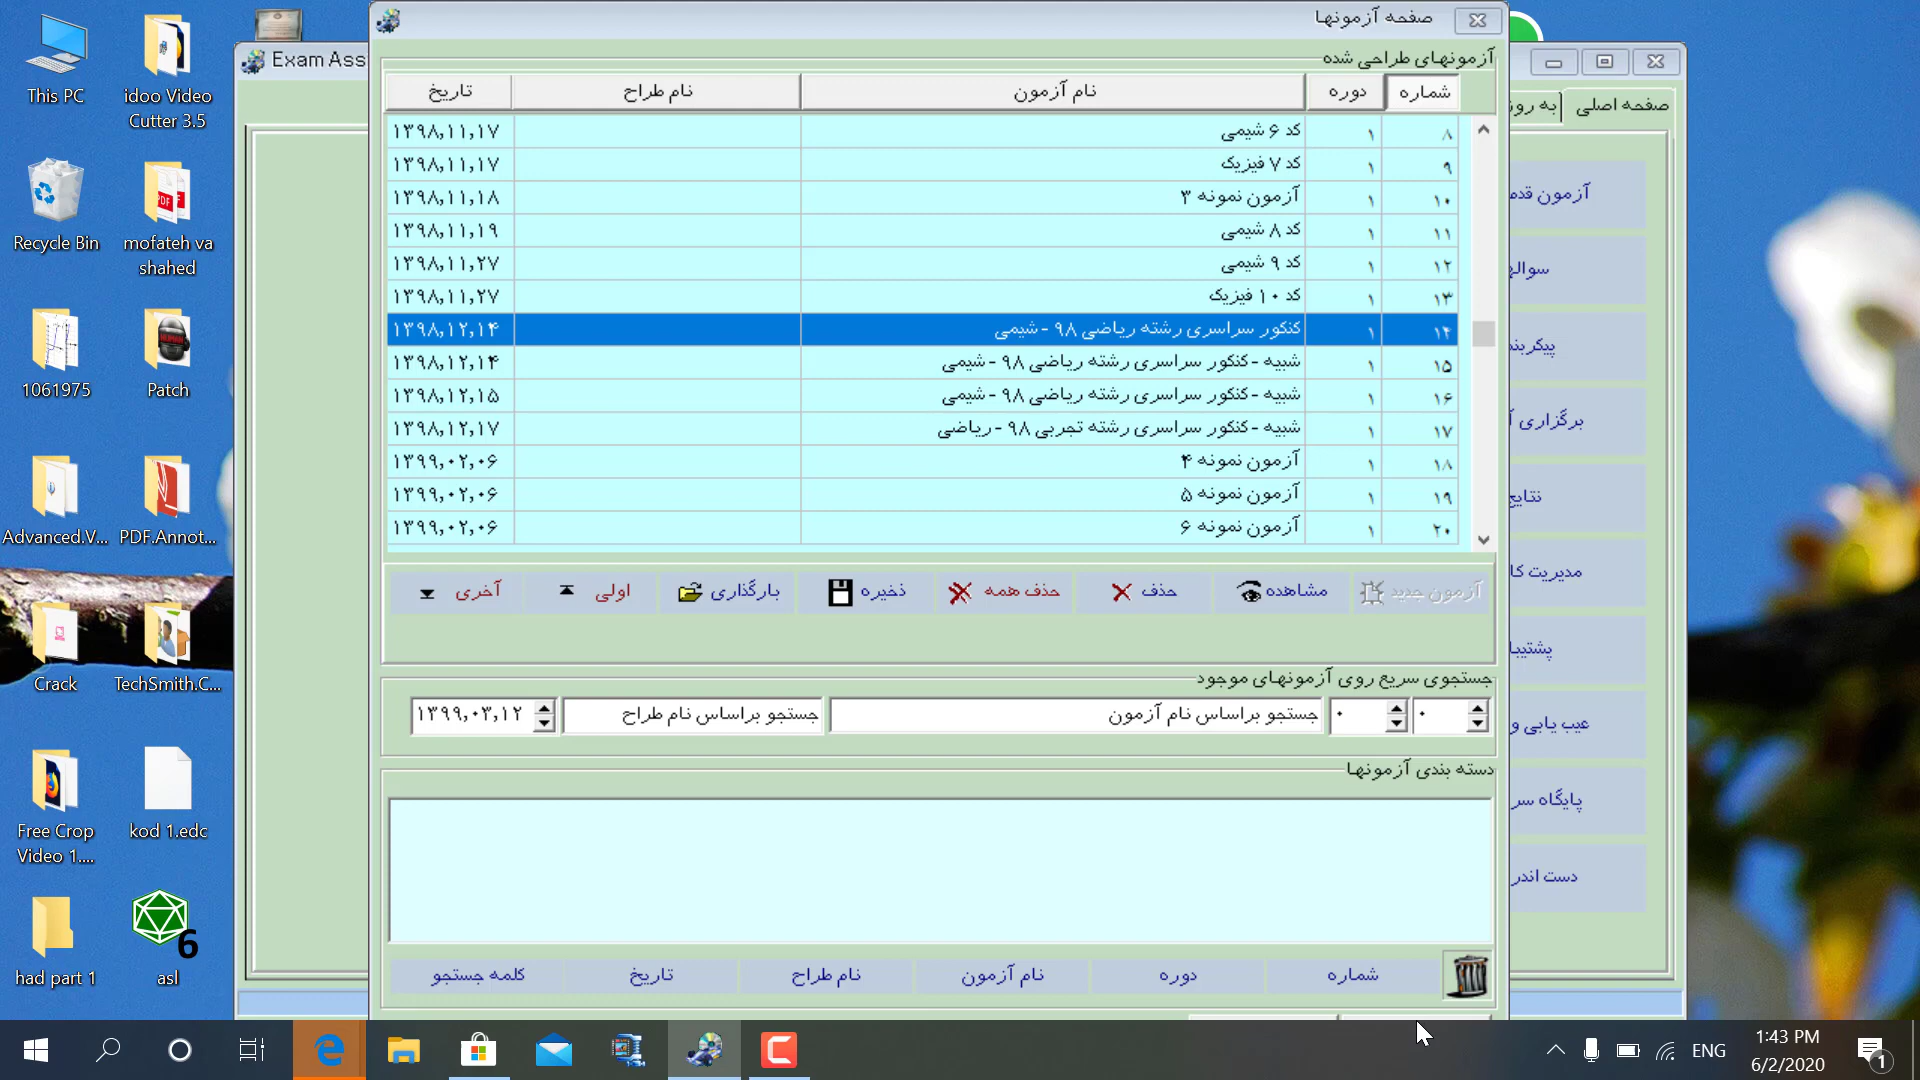 This PC
idoo Video
Cutter 3.5
Recycle Bin
mofateh va
shahed
1061975
Patch
Advanced.V...
PDF.Annot...
Crack
TechSmith.C...
Free Crop
Video 1....
kod 1.edc
had part 1
6
asl
Exam Ass
صفحه آزمونها
آزمونهای طراحی شده
شماره دوره نام آزمون نام طراح تاریخ
۸ ۱ کد ۶ شیمی ۱۳۹۸,۱۱,۱۷
۹ ۱ کد ۷ فیزیک ۱۳۹۸,۱۱,۱۷
۱۰ ۱ آزمون نمونه ۳ ۱۳۹۸,۱۱,۱۸
۱۱ ۱ کد ۸ شیمی ۱۳۹۸,۱۱,۱۹
۱۲ ۱ کد ۹ شیمی ۱۳۹۸,۱۱,۲۷
۱۳ ۱ کد ۱۰ فیزیک ۱۳۹۸,۱۱,۲۷
۱۴ ۱ کنکور سراسری رشته ریاضی ۹۸ - شیمی ۱۳۹۸,۱۲,۱۴
۱۵ ۱ شبیه - کنکور سراسری رشته ریاضی ۹۸ - شیمی ۱۳۹۸,۱۲,۱۴
۱۶ ۱ شبیه - کنکور سراسری رشته ریاضی ۹۸ - شیمی ۱۳۹۸,۱۲,۱۵
۱۷ ۱ شبیه - کنکور سراسری رشته تجربی ۹۸ - ریاضی ۱۳۹۸,۱۲,۱۷
۱۸ ۱ آزمون نمونه ۴ ۱۳۹۹,۰۲,۰۶
۱۹ ۱ آزمون نمونه ۵ ۱۳۹۹,۰۲,۰۶
۲۰ ۱ آزمون نمونه ۶ ۱۳۹۹,۰۲,۰۶
آزمون جدید مشاهده حذف حذف همه ذخیره بارگذاری اولی آخری
جستجوی سریع روی آزمونهای موجود
۰ ۰ جستجو براساس نام آزمون جستجو براساس نام طراح ۱۳۹۹,۰۳,۱۲
دسته بندی آزمونها
شماره دوره نام آزمون نام طراح تاریخ کلمه جستجو
صفحه اصلی به روز
آزمون قدم
سواله
پیکربند
برگزاری آ
نتایج
مدیریت کا
پشتیبا
عیب یابی و
پایگاه سر
دست اندر
ENG
1:43 PM
6/2/2020
1